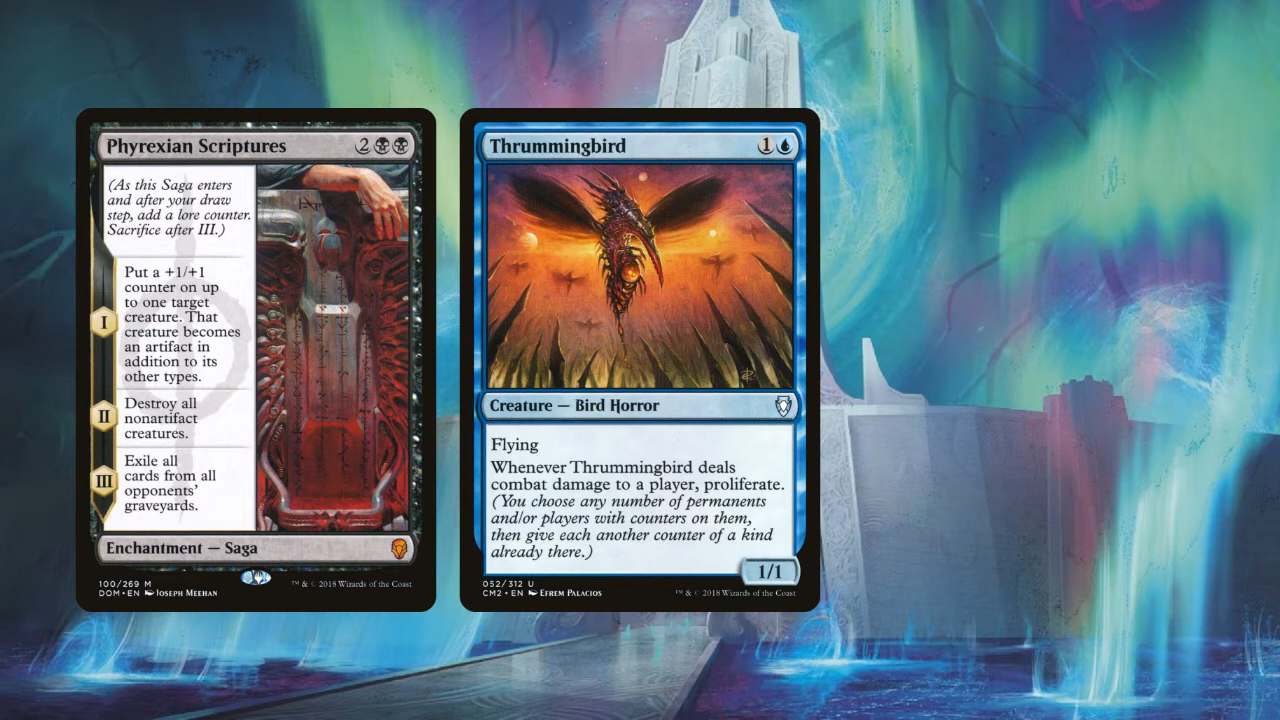 Phyrexian Scriptures 2
(As this Saga enters
and after your draw
step, add a lore counter.
Sacrifice after III.)
I
Put a +1/+1
counter on up
to one target
creature. That
creature becomes
an artifact in
addition to its
other types.
II
Destroy all
nonartifact
creatures.
III
Exile all
cards from all
opponents'
graveyards.
Enchantment — Saga
100/269 M
DOM • EN Joseph Meehan
™ & © 2018 Wizards of the Coast
Thrummingbird 1
Creature — Bird Horror
Flying
Whenever Thrummingbird deals
combat damage to a player, proliferate.
(You choose any number of permanents
and/or players with counters on them,
then give each another counter of a kind
already there.)
1/1
052/312 U
CM2 • EN Efrem Palacios
™ & © 2018 Wizards of the Coast